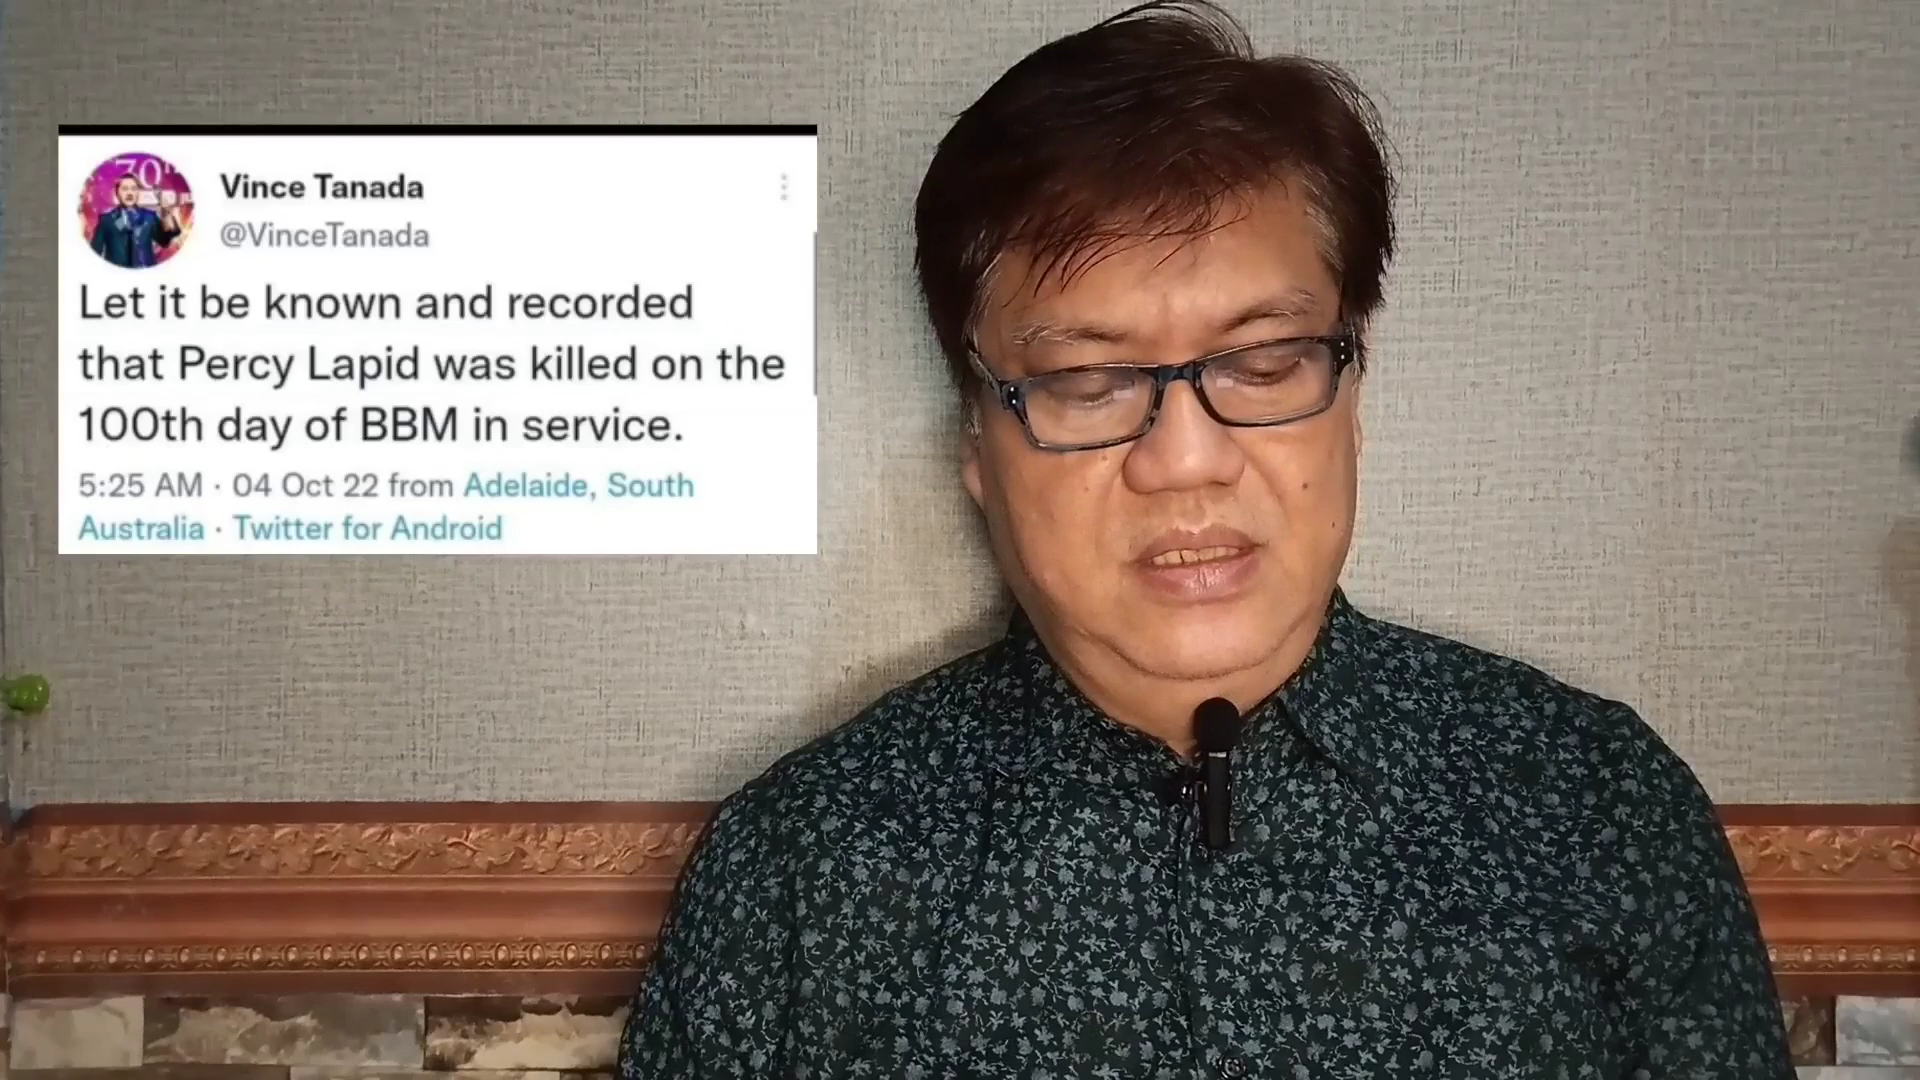 70
Vince Tanada
@VinceTanada
Let it be known and recorded
that Percy Lapid was killed on the
100th day of BBM in service.
5:25 AM · 04 Oct 22 from Adelaide, South
Australia · Twitter for Android